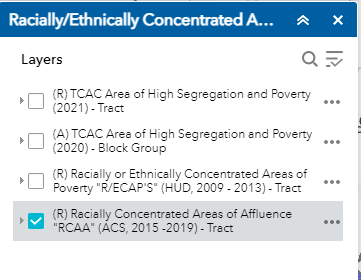 Racially/Ethnically Concentrated A...
Layers
(R) TCAC Area of High Segregation and Poverty
(2021) - Tract
(A) TCAC Area of High Segregation and Poverty
(2020) - Block Group
(R) Racially or Ethnically Concentrated Areas of
Poverty "R/ECAP'S" (HUD, 2009 - 2013) - Tract
(R) Racially Concentrated Areas of Affluence
"RCAA" (ACS, 2015 -2019) - Tract